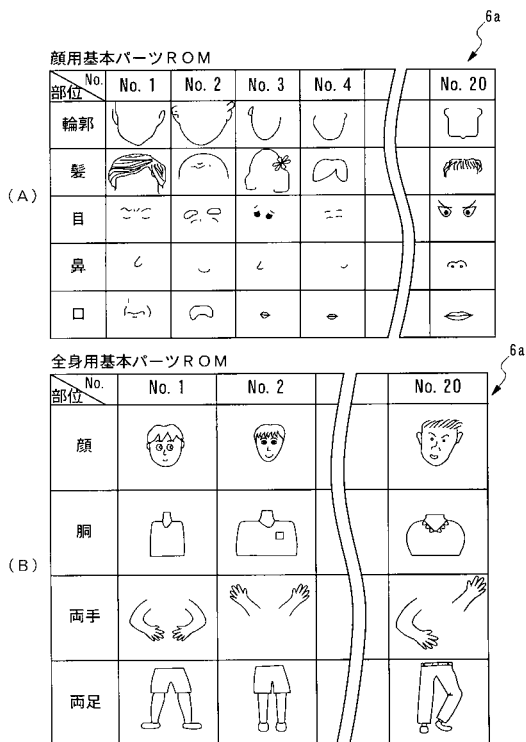 6a
顔用基本パーツROM
部位 No. No. 1 No. 2 No. 3 No. 4 No. 20
輪郭
髪
(A)
目
鼻
口
全身用基本パーツROM
6a
部位 No. No. 1 No. 2 No. 20
顔
胴
(B)
両手
両足